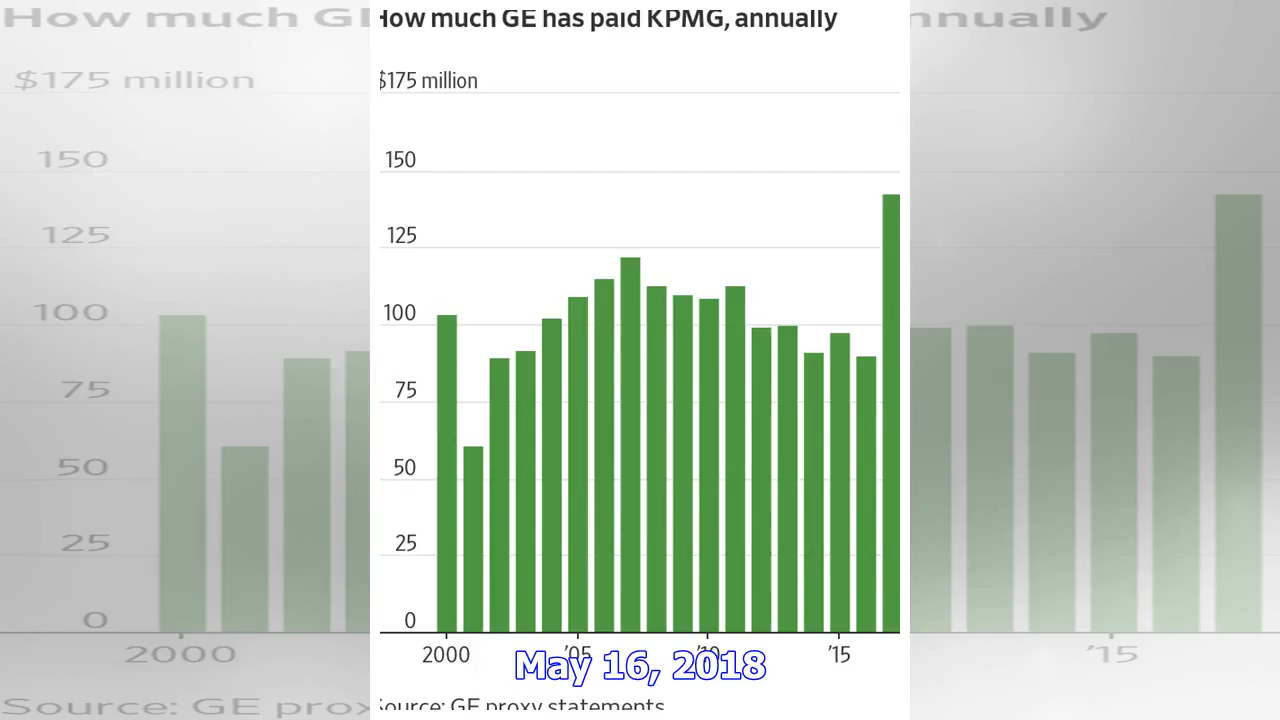 How much GE has paid KPMG, annually
$175 million
150
125
100
75
50
25
0
2000 '05 '10 '15
May 16, 2018
Source: GE proxy statements